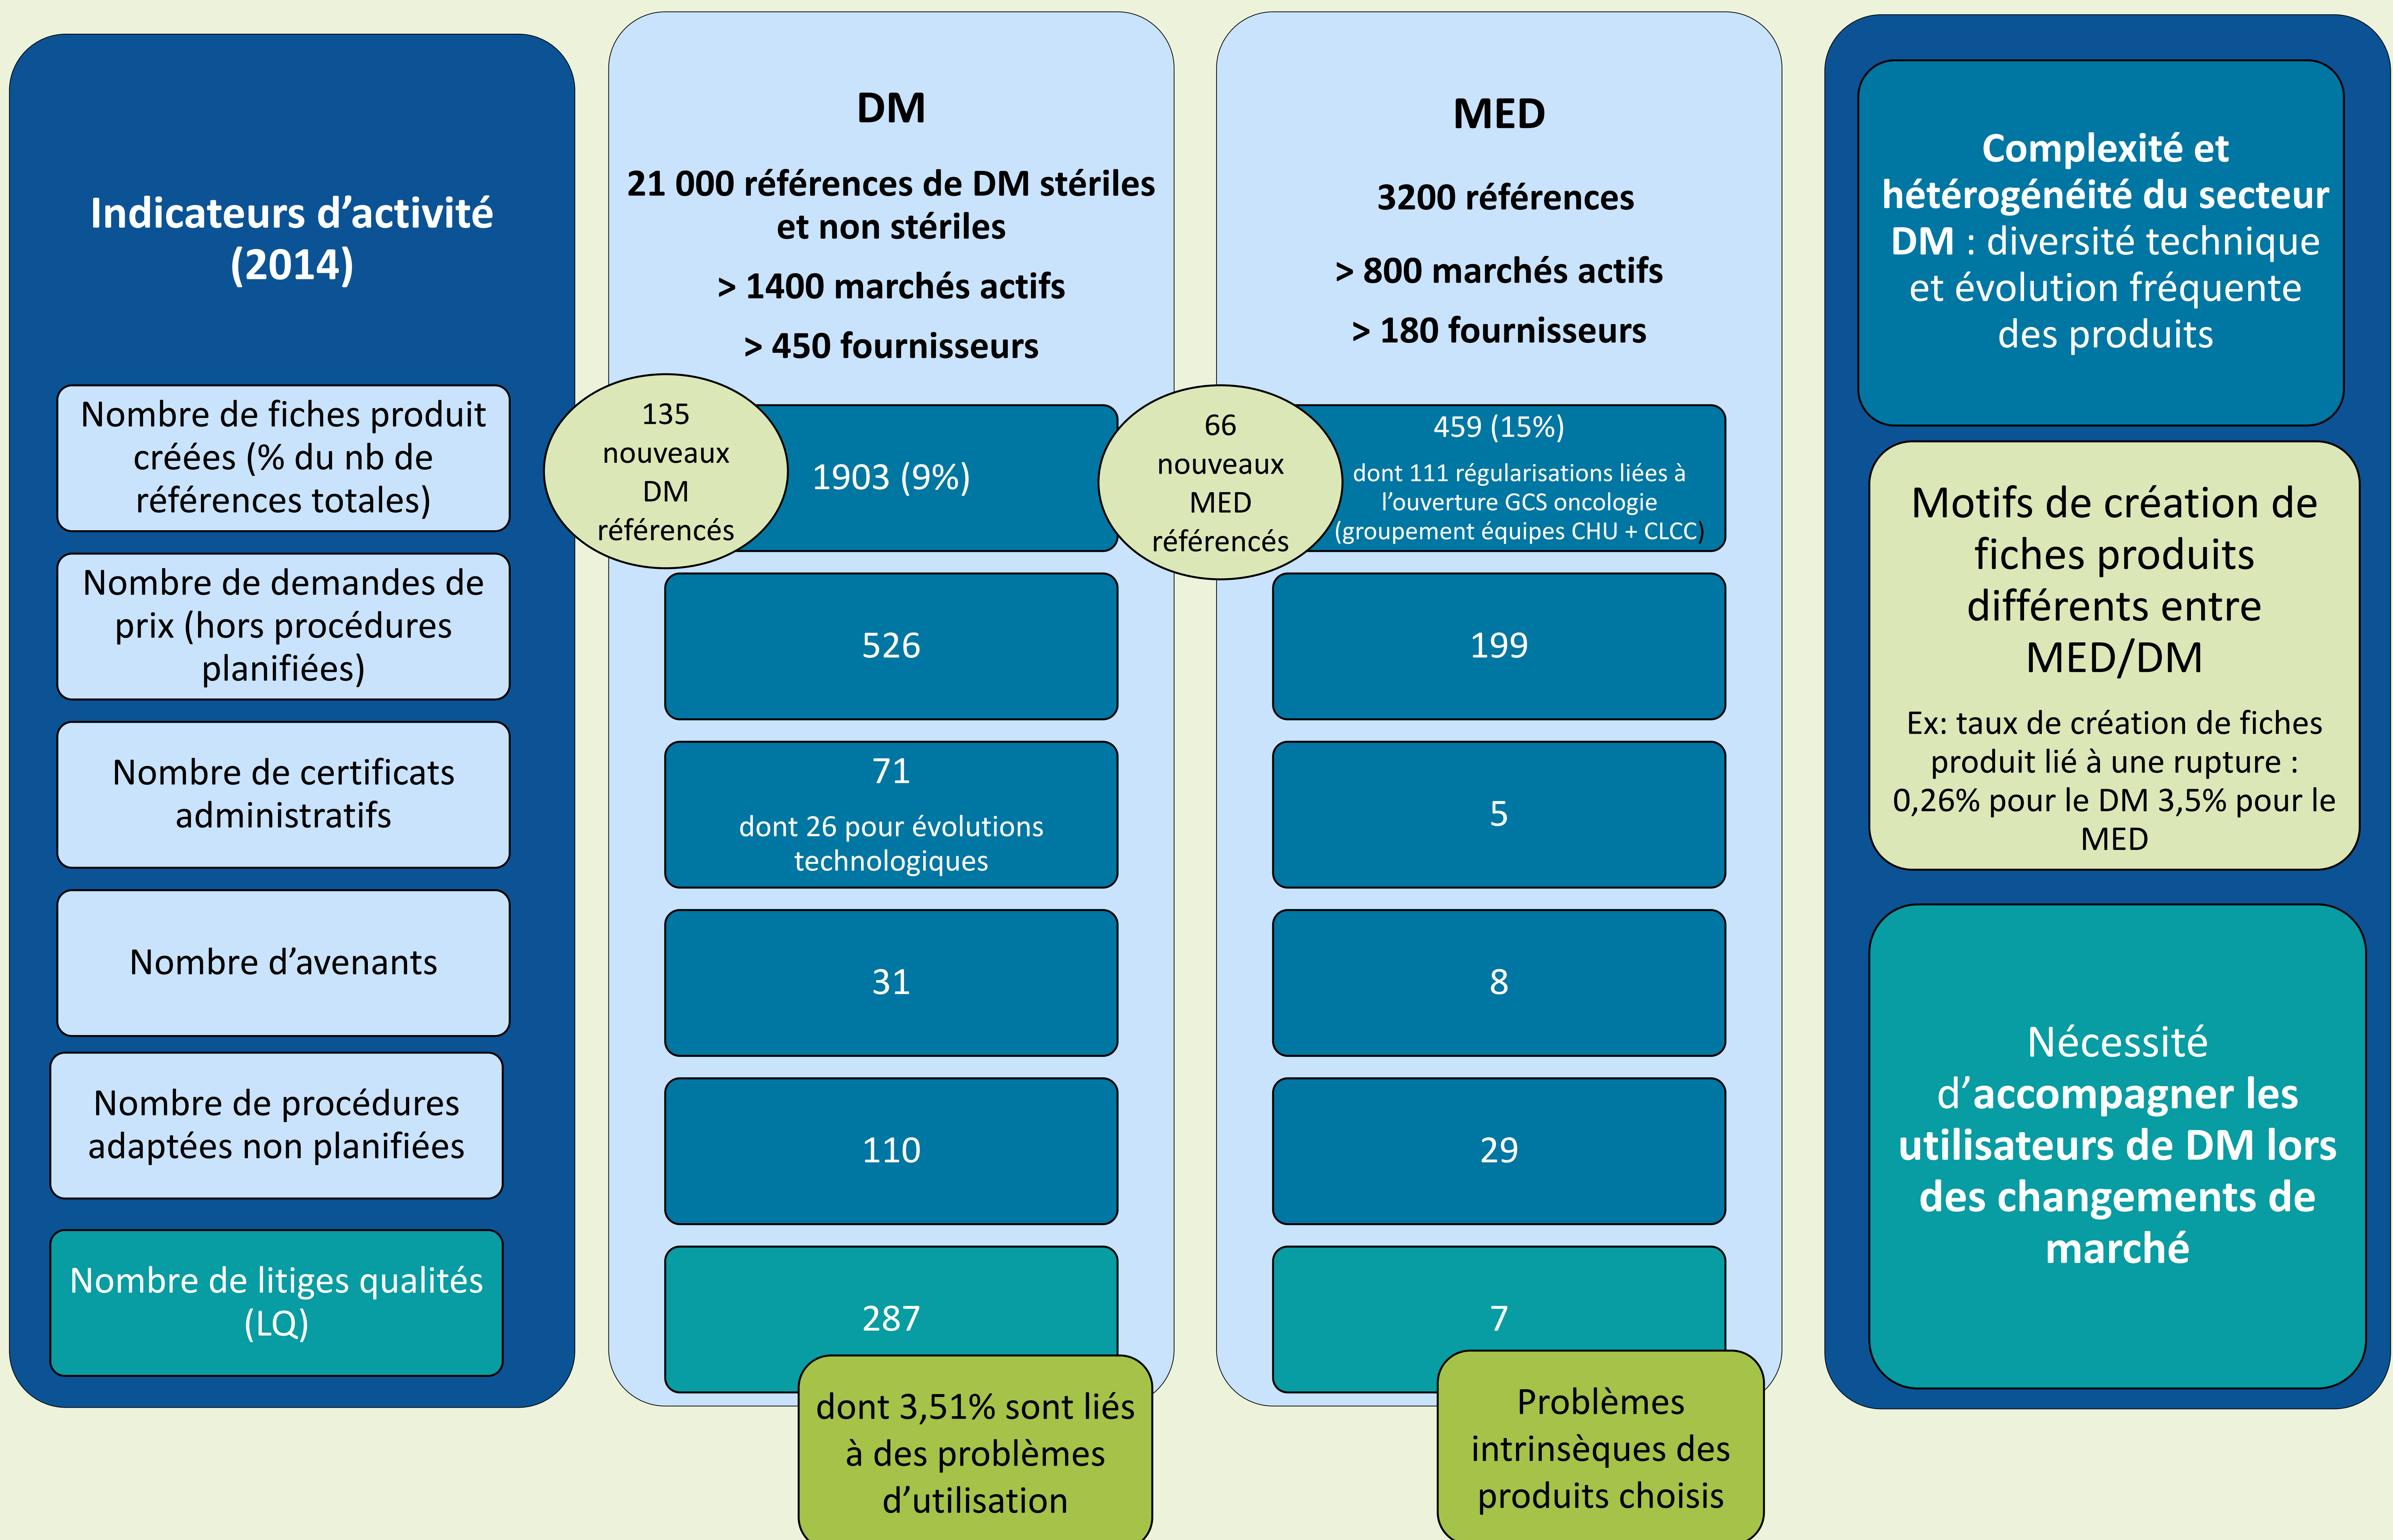 Indicateurs d’activité
(2014)
Nombre de fiches produit
créées (% du nb de
références totales)
Nombre de demandes de
prix (hors procédures
planifiées)
Nombre de certificats
administratifs
Nombre d’avenants
Nombre de procédures
adaptées non planifiées
Nombre de litiges qualités
(LQ)
DM
21 000 références de DM stériles
et non stériles
> 1400 marchés actifs
> 450 fournisseurs
135
nouveaux
DM
référencés
1903 (9%)
526
71
dont 26 pour évolutions
technologiques
31
110
287
dont 3,51% sont liés
à des problèmes
d’utilisation
MED
3200 références
> 800 marchés actifs
> 180 fournisseurs
66
nouveaux
MED
référencés
459 (15%)
dont 111 régularisations liées à
l’ouverture GCS oncologie
(groupement équipes CHU + CLCC)
199
5
8
29
7
Problèmes
intrinsèques des
produits choisis
Complexité et
hétérogénéité du secteur
DM : diversité technique
et évolution fréquente
des produits
Motifs de création de
fiches produits
différents entre
MED/DM
Ex: taux de création de fiches
produit lié à une rupture :
0,26% pour le DM 3,5% pour le
MED
Nécessité
d’accompagner les
utilisateurs de DM lors
des changements de
marché